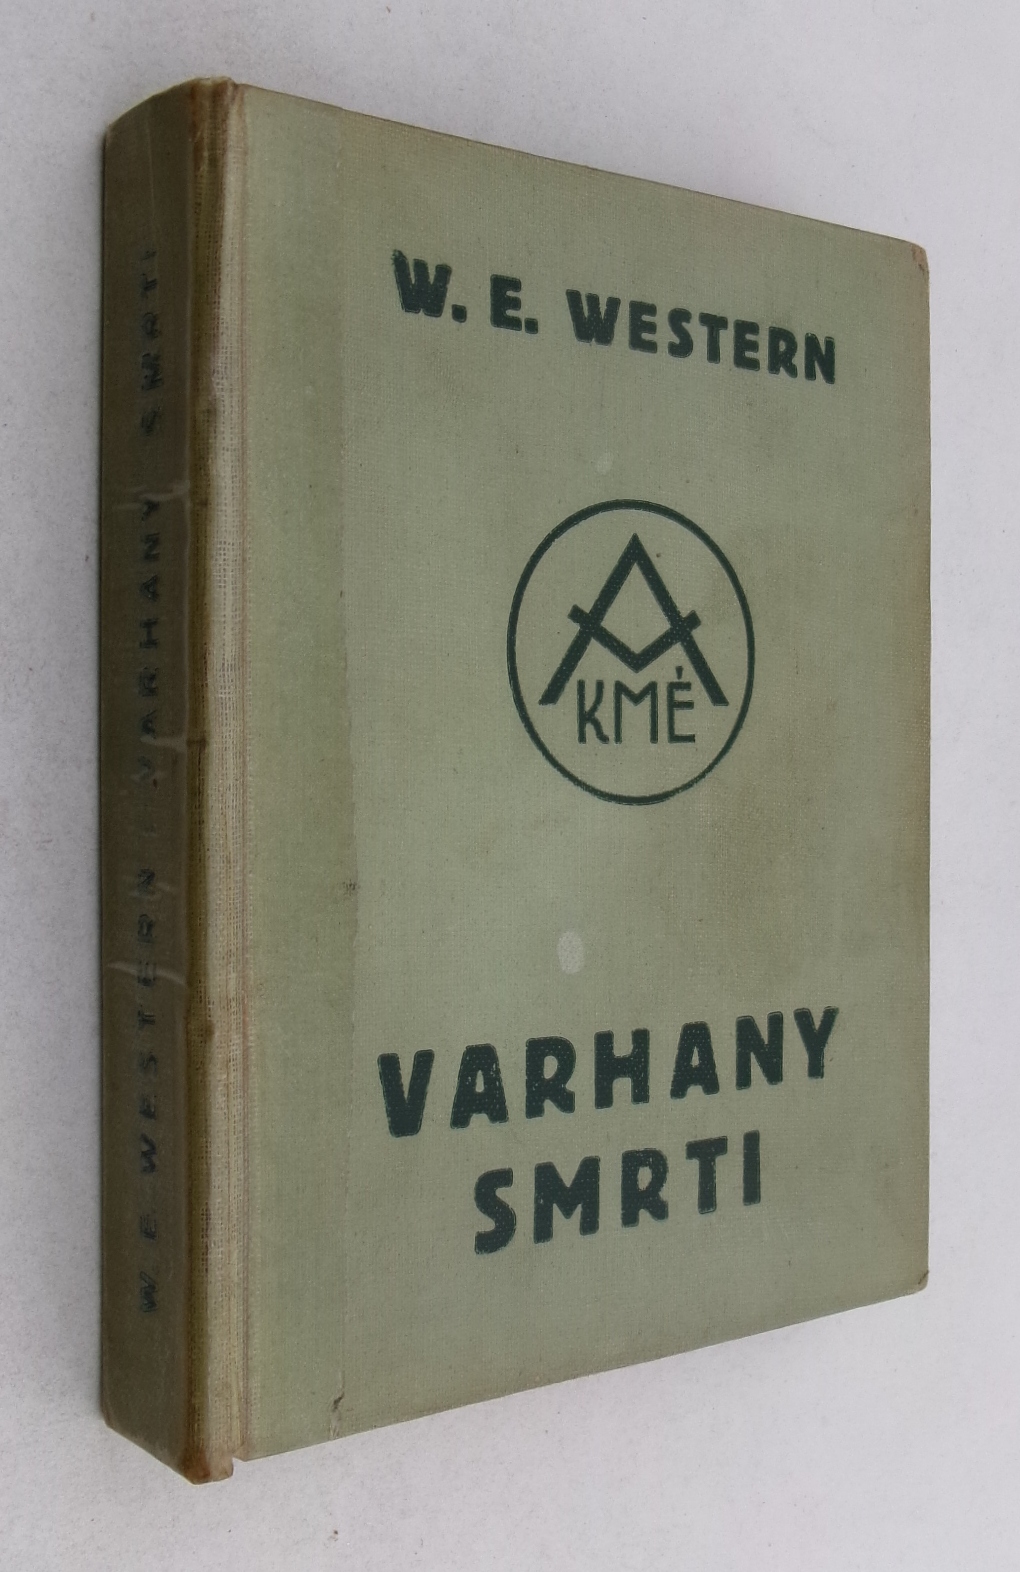 W. E. WESTERN
AKMÉ
VARHANY
SMRTI
W. E. WESTERN : VARHANY SMRTI